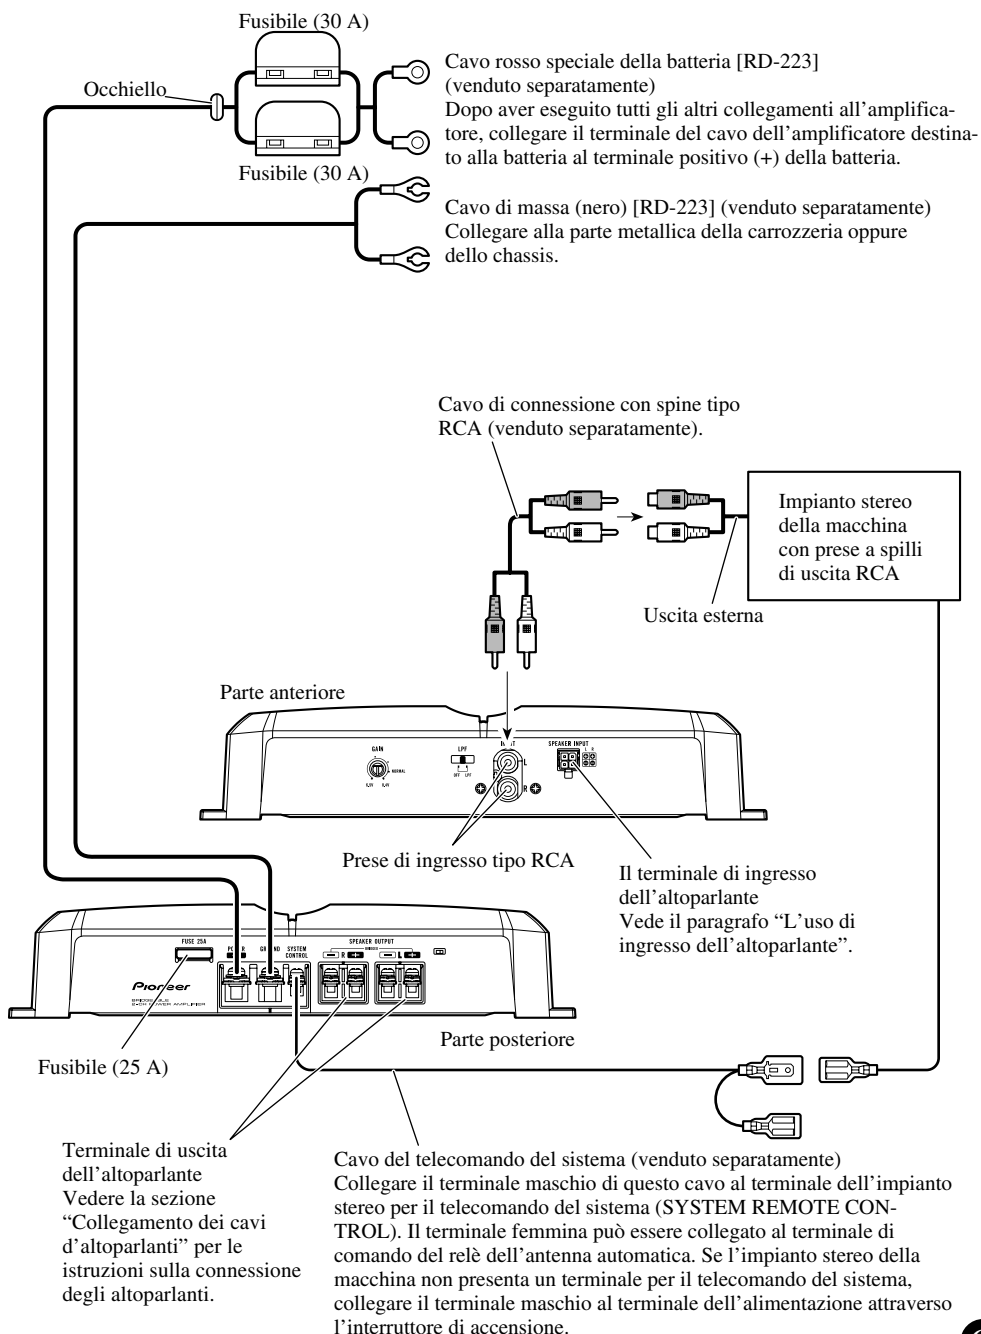 Fusibile (30 A)
Occhiello
Fusibile (30 A)
Cavo rosso speciale della batteria [RD-223]
(venduto separatamente)
Dopo aver eseguito tutti gli altri collegamenti all’amplifica-
tore, collegare il terminale del cavo dell’amplificatore destina-
to alla batteria al terminale positivo (+) della batteria.
Cavo di massa (nero) [RD-223] (venduto separatamente)
Collegare alla parte metallica della carrozzeria oppure
dello chassis.
Cavo di connessione con spine tipo
RCA (venduto separatamente).
Impianto stereo
della macchina
con prese a spilli
di uscita RCA
Uscita esterna
Parte anteriore
GAIN
NORMAL
LPF
OFF LPF
INPUT
L
R
SPEAKER INPUT
L R
Prese di ingresso tipo RCA
Il terminale di ingresso
dell’altoparlante
Vede il paragrafo “L’uso di
ingresso dell’altoparlante”.
FUSE 25A
POWER
GROUND
SYSTEM
CONTROL
SPEAKER OUTPUT
R
L
Pioneer
Parte posteriore
Fusibile (25 A)
Terminale di uscita
dell’altoparlante
Vedere la sezione
“Collegamento dei cavi
d’altoparlanti” per le
istruzioni sulla connessione
degli altoparlanti.
Cavo del telecomando del sistema (venduto separatamente)
Collegare il terminale maschio di questo cavo al terminale dell’impianto
stereo per il telecomando del sistema (SYSTEM REMOTE CON-
TROL). Il terminale femmina può essere collegato al terminale di
comando del relè dell’antenna automatica. Se l’impianto stereo della
macchina non presenta un terminale per il telecomando del sistema,
collegare il terminale maschio al terminale dell’alimentazione attraverso
l’interruttore di accensione.